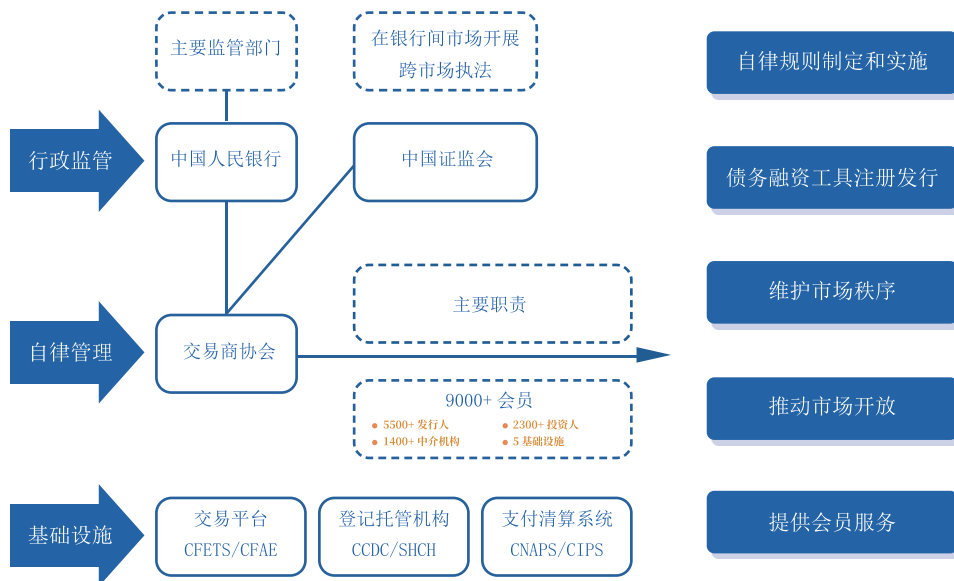 主要监管部门
在银行间市场开展
跨市场执法
行政监管
中国人民银行
中国证监会
自律管理
交易商协会
主要职责
9000+ 会员
5500+ 发行人
2300+ 投资人
1400+ 中介机构
5 基础设施
基础设施
交易平台
CFETS/CFAE
登记托管机构
CCDC/SHCH
支付清算系统
CNAPS/CIPS
自律规则制定和实施
债务融资工具注册发行
维护市场秩序
推动市场开放
提供会员服务